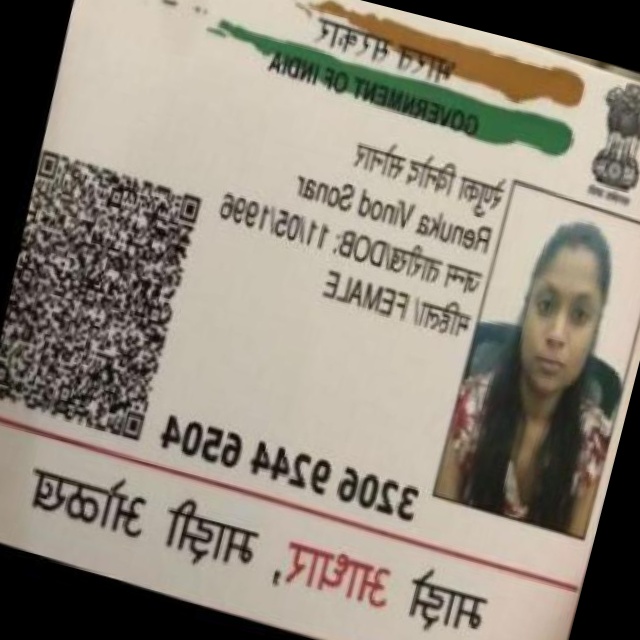 भारत सरकार
GOVERNMENT OF INDIA
रेणुका विनोद सोनार
Renuka Vinod Sonar
जन्म तारीख/DOB: 11/05/1996
महिला/ FEMALE
3206 9244 6504
माझे आधार, माझी ओळख